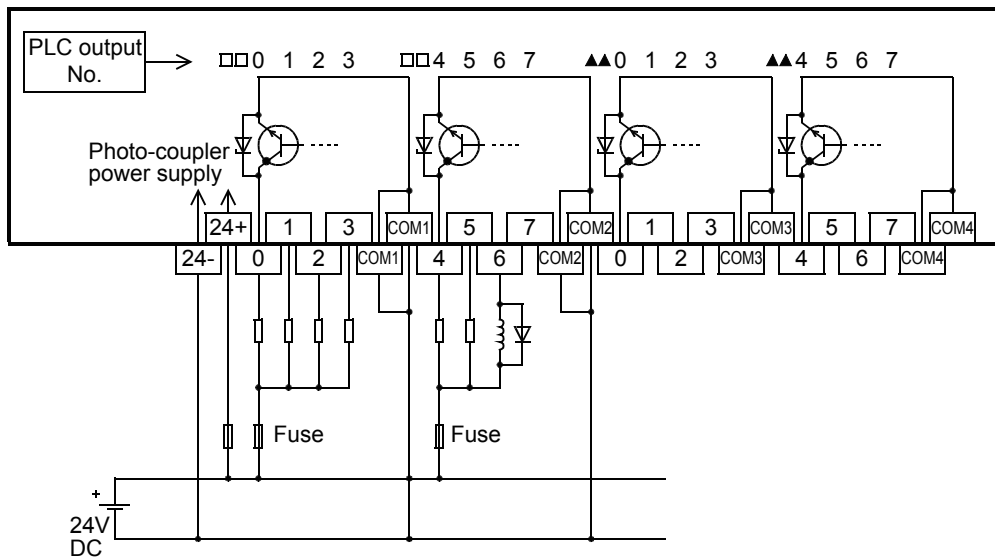 PLC output
No.
□□0 1 2 3 □□4 5 6 7 ▲▲0 1 2 3 ▲▲4 5 6 7
Photo-coupler
power supply
24+ 1 3 COM1 5 7 COM2 1 3 COM3 5 7 COM4
24- 0 2 COM1 4 6 COM2 0 2 COM3 4 6 COM4
Fuse Fuse
+
24V
DC